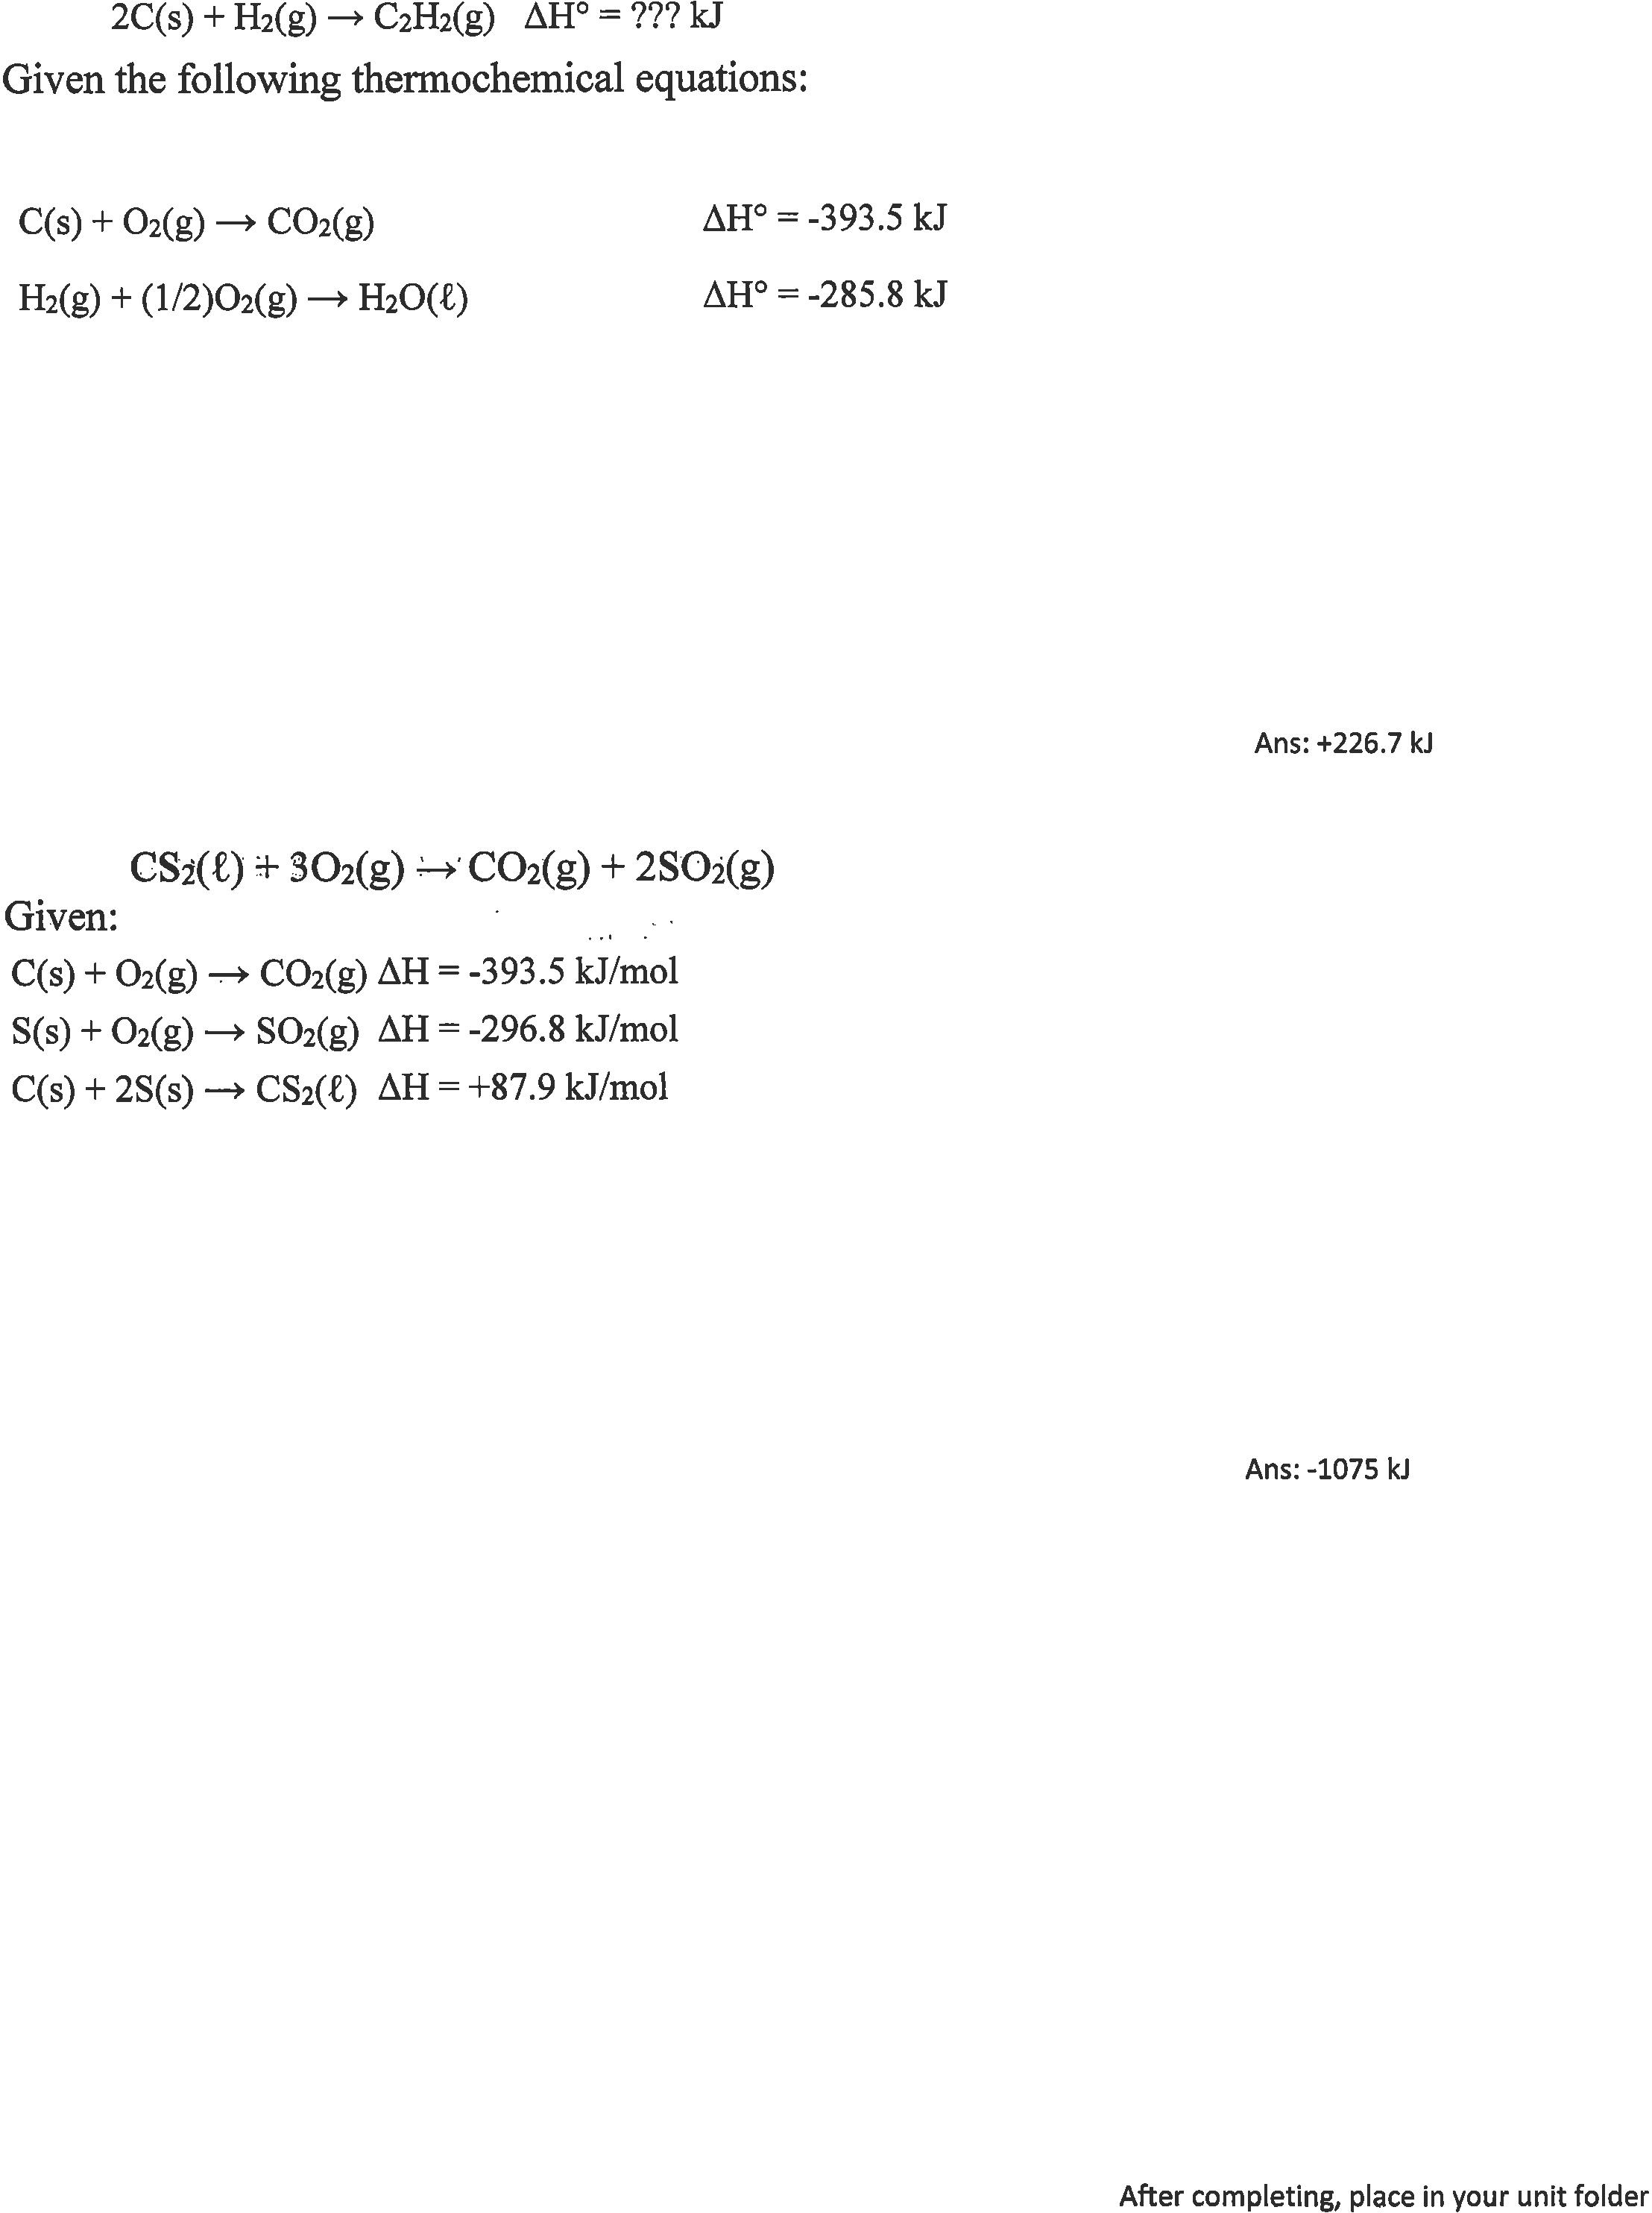 2C(s) + H₂(g) → C₂H₂(g) ΔH° = ??? kJ
Given the following thermochemical equations:
C(s) + O₂(g) → CO₂(g) ΔH° = -393.5 kJ
H₂(g) + (1/2)O₂(g) → H₂O(ℓ) ΔH° = -285.8 kJ
Ans: +226.7 kJ
CS₂(ℓ) + 3O₂(g) → CO₂(g) + 2SO₂(g)
Given:
C(s) + O₂(g) → CO₂(g) ΔH = -393.5 kJ/mol
S(s) + O₂(g) → SO₂(g) ΔH = -296.8 kJ/mol
C(s) + 2S(s) → CS₂(ℓ) ΔH = +87.9 kJ/mol
Ans: -1075 kJ
After completing, place in your unit folder